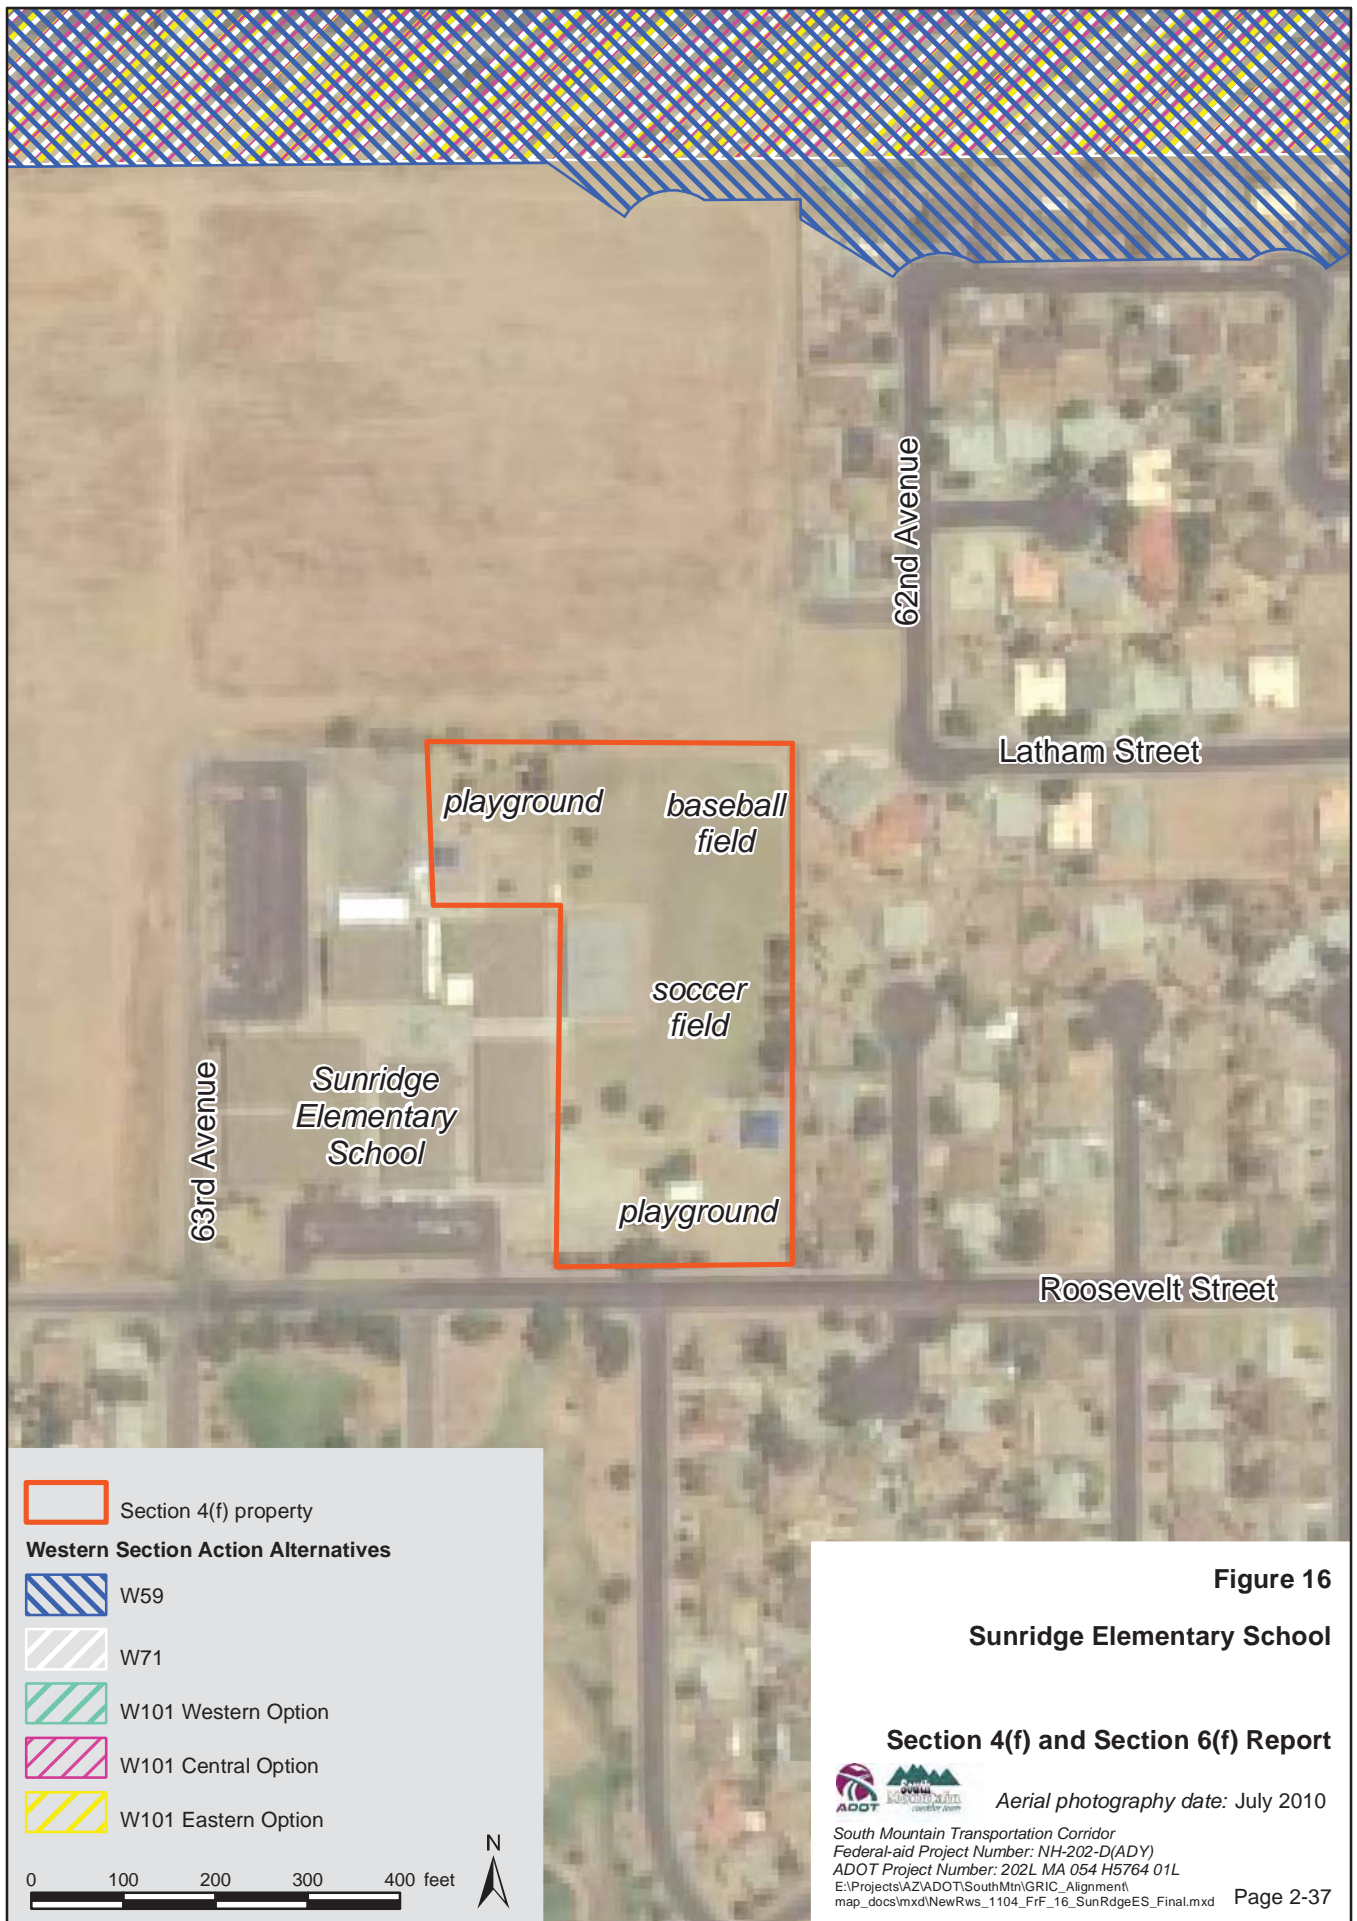 62nd Avenue
Latham Street
playground
baseball
field
soccer
field
Sunridge
Elementary
School
63rd Avenue
playground
Roosevelt Street
Section 4(f) property
Western Section Action Alternatives
W59
W71
W101 Western Option
W101 Central Option
W101 Eastern Option
N
0 100 200 300 400 feet
Figure 16
Sunridge Elementary School
Section 4(f) and Section 6(f) Report
ADOT
South
Mountain
corridor team
Aerial photography date: July 2010
South Mountain Transportation Corridor
Federal-aid Project Number: NH-202-D(ADY)
ADOT Project Number: 202L MA 054 H5764 01L
E:\Projects\AZ\ADOT\SouthMtn\GRIC_Alignment\
map_docs\mxd\NewRws_1104_FrF_16_SunRdgeES_Final.mxd
Page 2-37